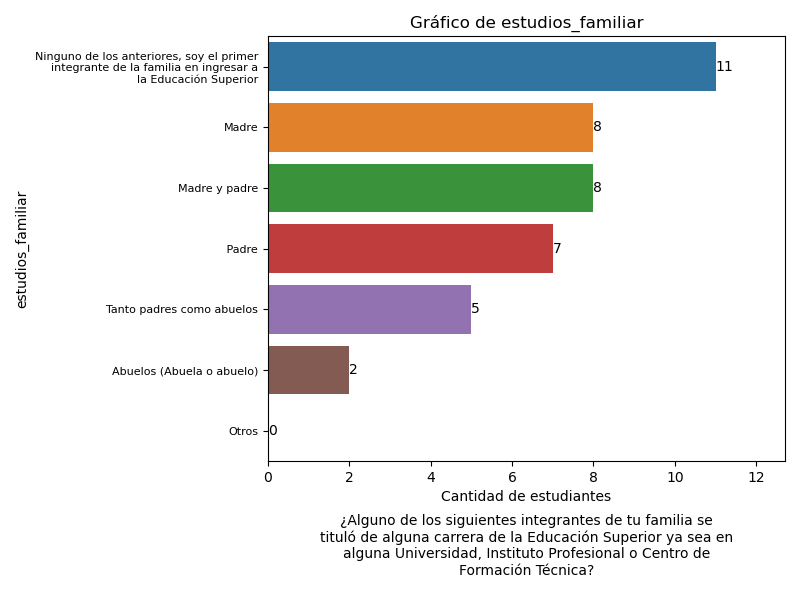 Gráfico de estudios_familiar
Ninguno de los anteriores, soy el primer
integrante de la familia en ingresar a
la Educación Superior
11
Madre
8
Madre y padre
8
Padre
7
Tanto padres como abuelos
5
Abuelos (Abuela o abuelo)
2
Otros
0
estudios_familiar
0 2 4 6 8 10 12
Cantidad de estudiantes
¿Alguno de los siguientes integrantes de tu familia se
tituló de alguna carrera de la Educación Superior ya sea en
alguna Universidad, Instituto Profesional o Centro de
Formación Técnica?